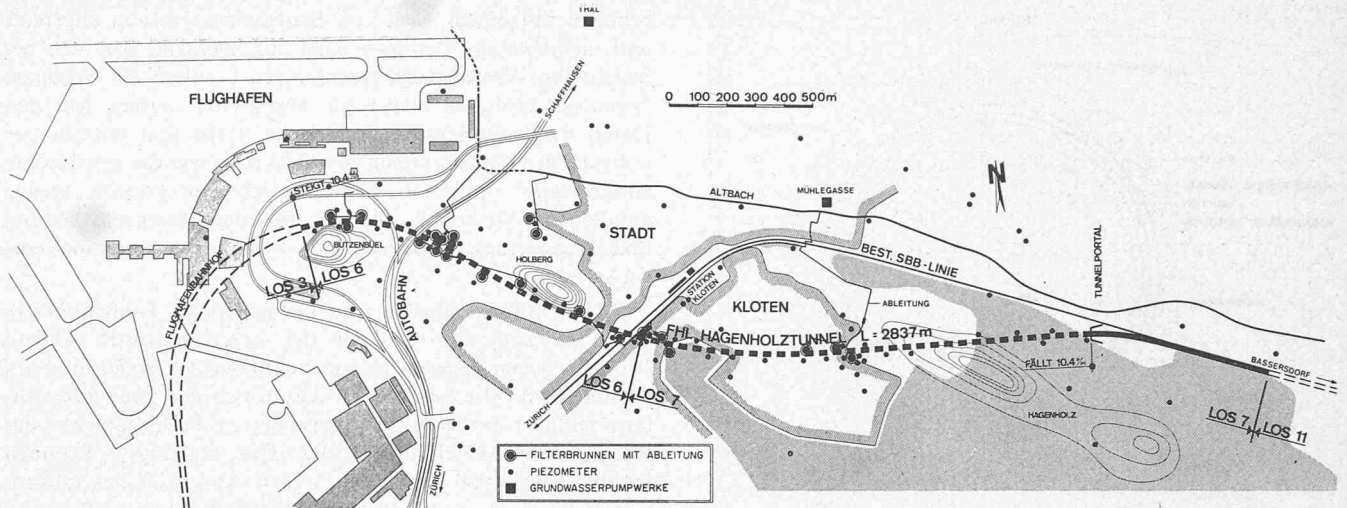 THAL
FLUGHAFEN
SCHAFFHAUSEN
0 100 200 300 400 500m
N
STEIGT 10.4‰
ALTBACH
MÜHLEGASSE
STADT
BUTZENBÜEL
BEST. SBB-LINIE
TUNNELPORTAL
FLUGHAFENBAHNHOF
LOS 3
LOS 6
HOLBERG
STATION KLOTEN
AUTOBAHN
KLOTEN
ABLEITUNG
FHL HAGENHOLZTUNNEL L = 2837m
FÄLLT 10.4‰
BASSERSDORF
LOS 6
LOS 7
HAGENHOLZ
LOS 7
LOS 11
ZÜRICH
ZÜRICH
FILTERBRUNNEN MIT ABLEITUNG
PIEZOMETER
GRUNDWASSERPUMPWERKE